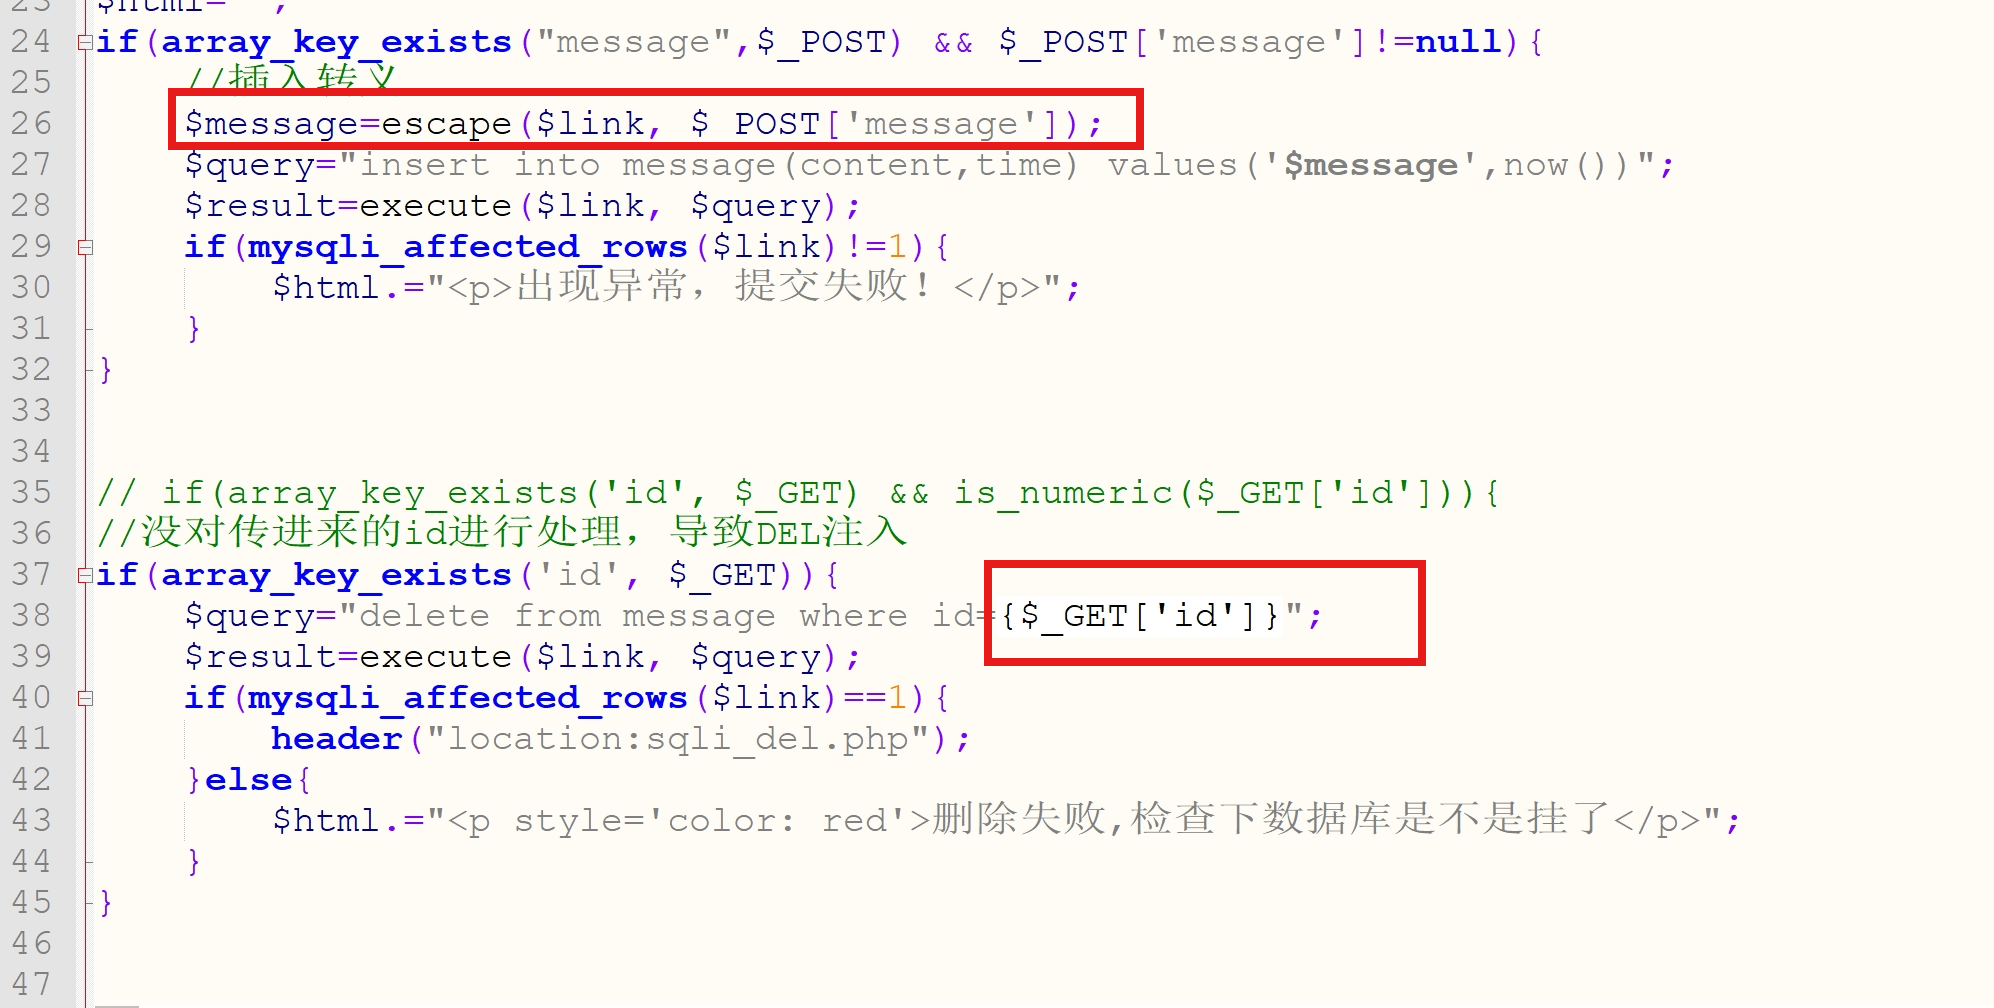 23 $html='';
24 if(array_key_exists("message",$_POST) && $_POST['message']!=null){
25 //插入转义
26 $message=escape($link, $_POST['message']);
27 $query="insert into message(content,time) values('$message',now())";
28 $result=execute($link, $query);
29 if(mysqli_affected_rows($link)!=1){
30 $html.="<p>出现异常，提交失败！</p>";
31 }
32 }
33
34
35 // if(array_key_exists('id', $_GET) && is_numeric($_GET['id'])){
36 //没对传进来的id进行处理，导致DEL注入
37 if(array_key_exists('id', $_GET)){
38 $query="delete from message where id={$_GET['id']}";
39 $result=execute($link, $query);
40 if(mysqli_affected_rows($link)==1){
41 header("location:sqli_del.php");
42 }else{
43 $html.="<p style='color: red'>删除失败,检查下数据库是不是挂了</p>";
44 }
45 }
46
47